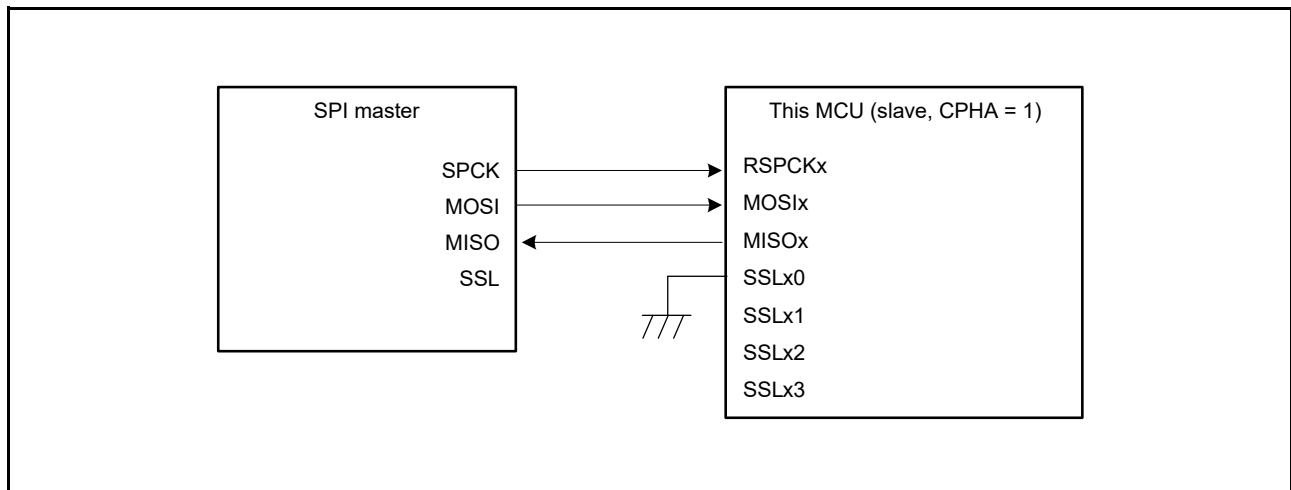 SPI master
SPCK
MOSI
MISO
SSL
This MCU (slave, CPHA = 1)
RSPCKx
MOSIx
MISOx
SSLx0
SSLx1
SSLx2
SSLx3